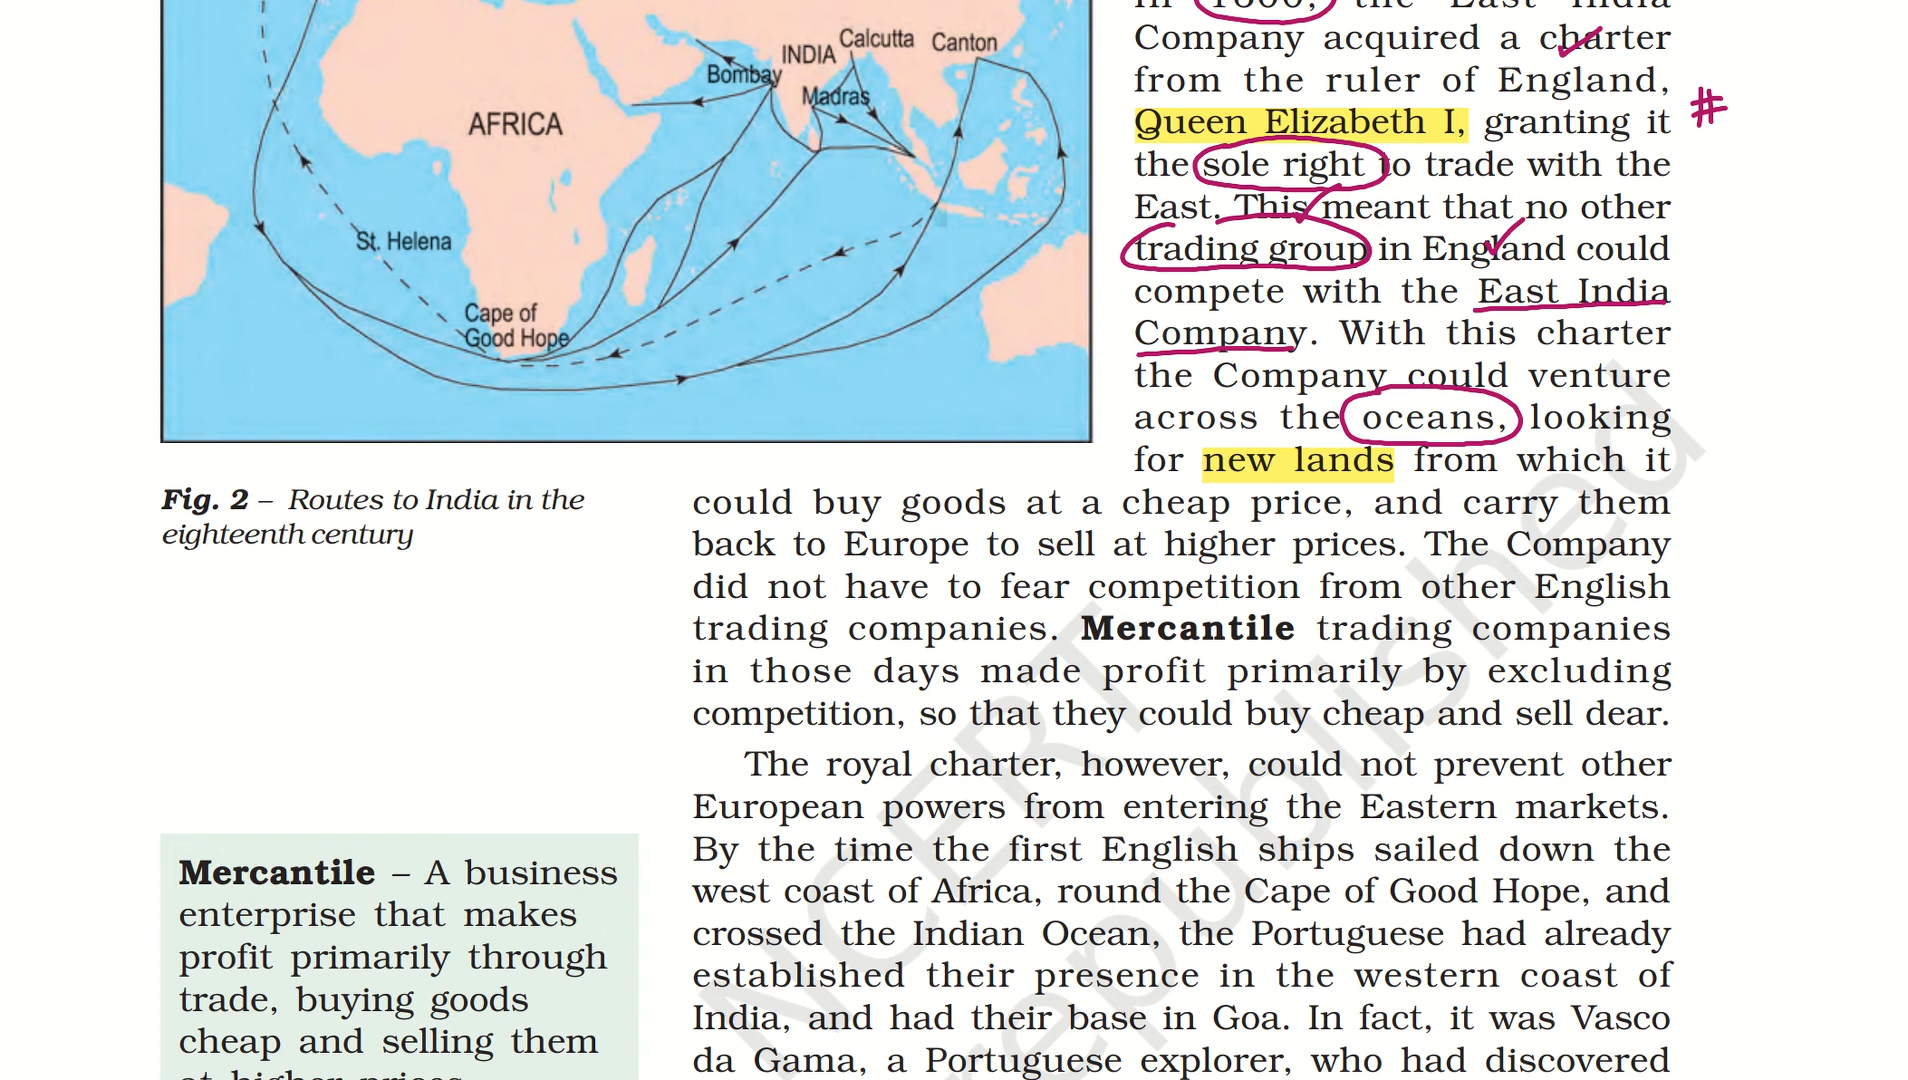 INDIA
Calcutta
Canton
Bombay
Madras
AFRICA
St. Helena
Cape of
Good Hope
Fig. 2 – Routes to India in the
eighteenth century
In 1600, the East India
Company acquired a charter
from the ruler of England,
Queen Elizabeth I, granting it
the sole right to trade with the
East. This meant that no other
trading group in England could
compete with the East India
Company. With this charter
the Company could venture
across the oceans, looking
for new lands from which it
could buy goods at a cheap price, and carry them
back to Europe to sell at higher prices. The Company
did not have to fear competition from other English
trading companies. Mercantile trading companies
in those days made profit primarily by excluding
competition, so that they could buy cheap and sell dear.
The royal charter, however, could not prevent other
European powers from entering the Eastern markets.
By the time the first English ships sailed down the
west coast of Africa, round the Cape of Good Hope, and
crossed the Indian Ocean, the Portuguese had already
established their presence in the western coast of
India, and had their base in Goa. In fact, it was Vasco
da Gama, a Portuguese explorer, who had discovered
#
Mercantile – A business
enterprise that makes
profit primarily through
trade, buying goods
cheap and selling them
at higher prices
NCERT
republished